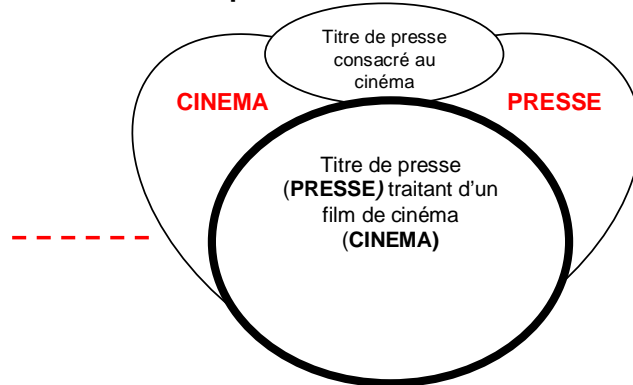 Titre de presse
consacré au
cinéma
CINEMA
PRESSE
Titre de presse
(PRESSE) traitant d'un
film de cinéma
(CINEMA)